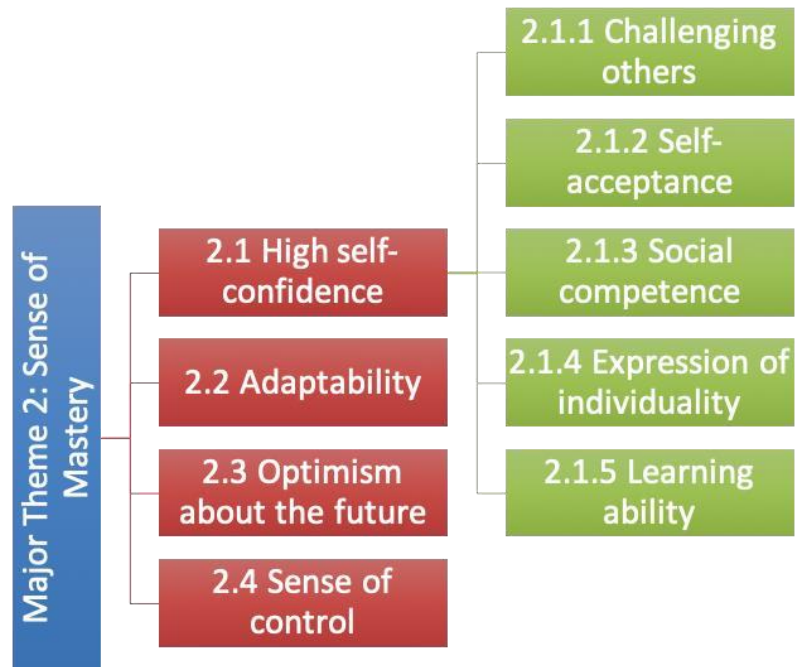 Major Theme 2: Sense of
Mastery
2.1 High self-
confidence
2.2 Adaptability
2.3 Optimism
about the future
2.4 Sense of
control
2.1.1 Challenging
others
2.1.2 Self-
acceptance
2.1.3 Social
competence
2.1.4 Expression of
individuality
2.1.5 Learning
ability